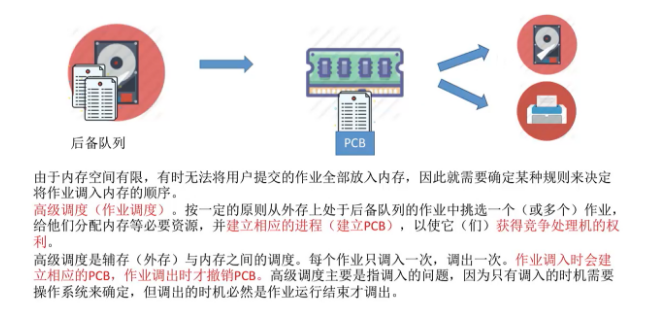 后备队列
PCB
由于内存空间有限，有时无法将用户提交的作业全部放入内存，因此就需要确定某种规则来决定
将作业调入内存的顺序。
高级调度（作业调度）。按一定的原则从外存上处于后备队列的作业中挑选一个（或多个）作业，
给他们分配内存等必要资源，并建立相应的进程（建立PCB），以使它（们）获得竞争处理机的权
利。
高级调度是辅存（外存）与内存之间的调度。每个作业只调入一次，调出一次。作业调入时会建
立相应的PCB，作业调出时才撤销PCB。高级调度主要是指调入的问题，因为只有调入的时机需要
操作系统来确定，但调出的时机必然是作业运行结束才调出。